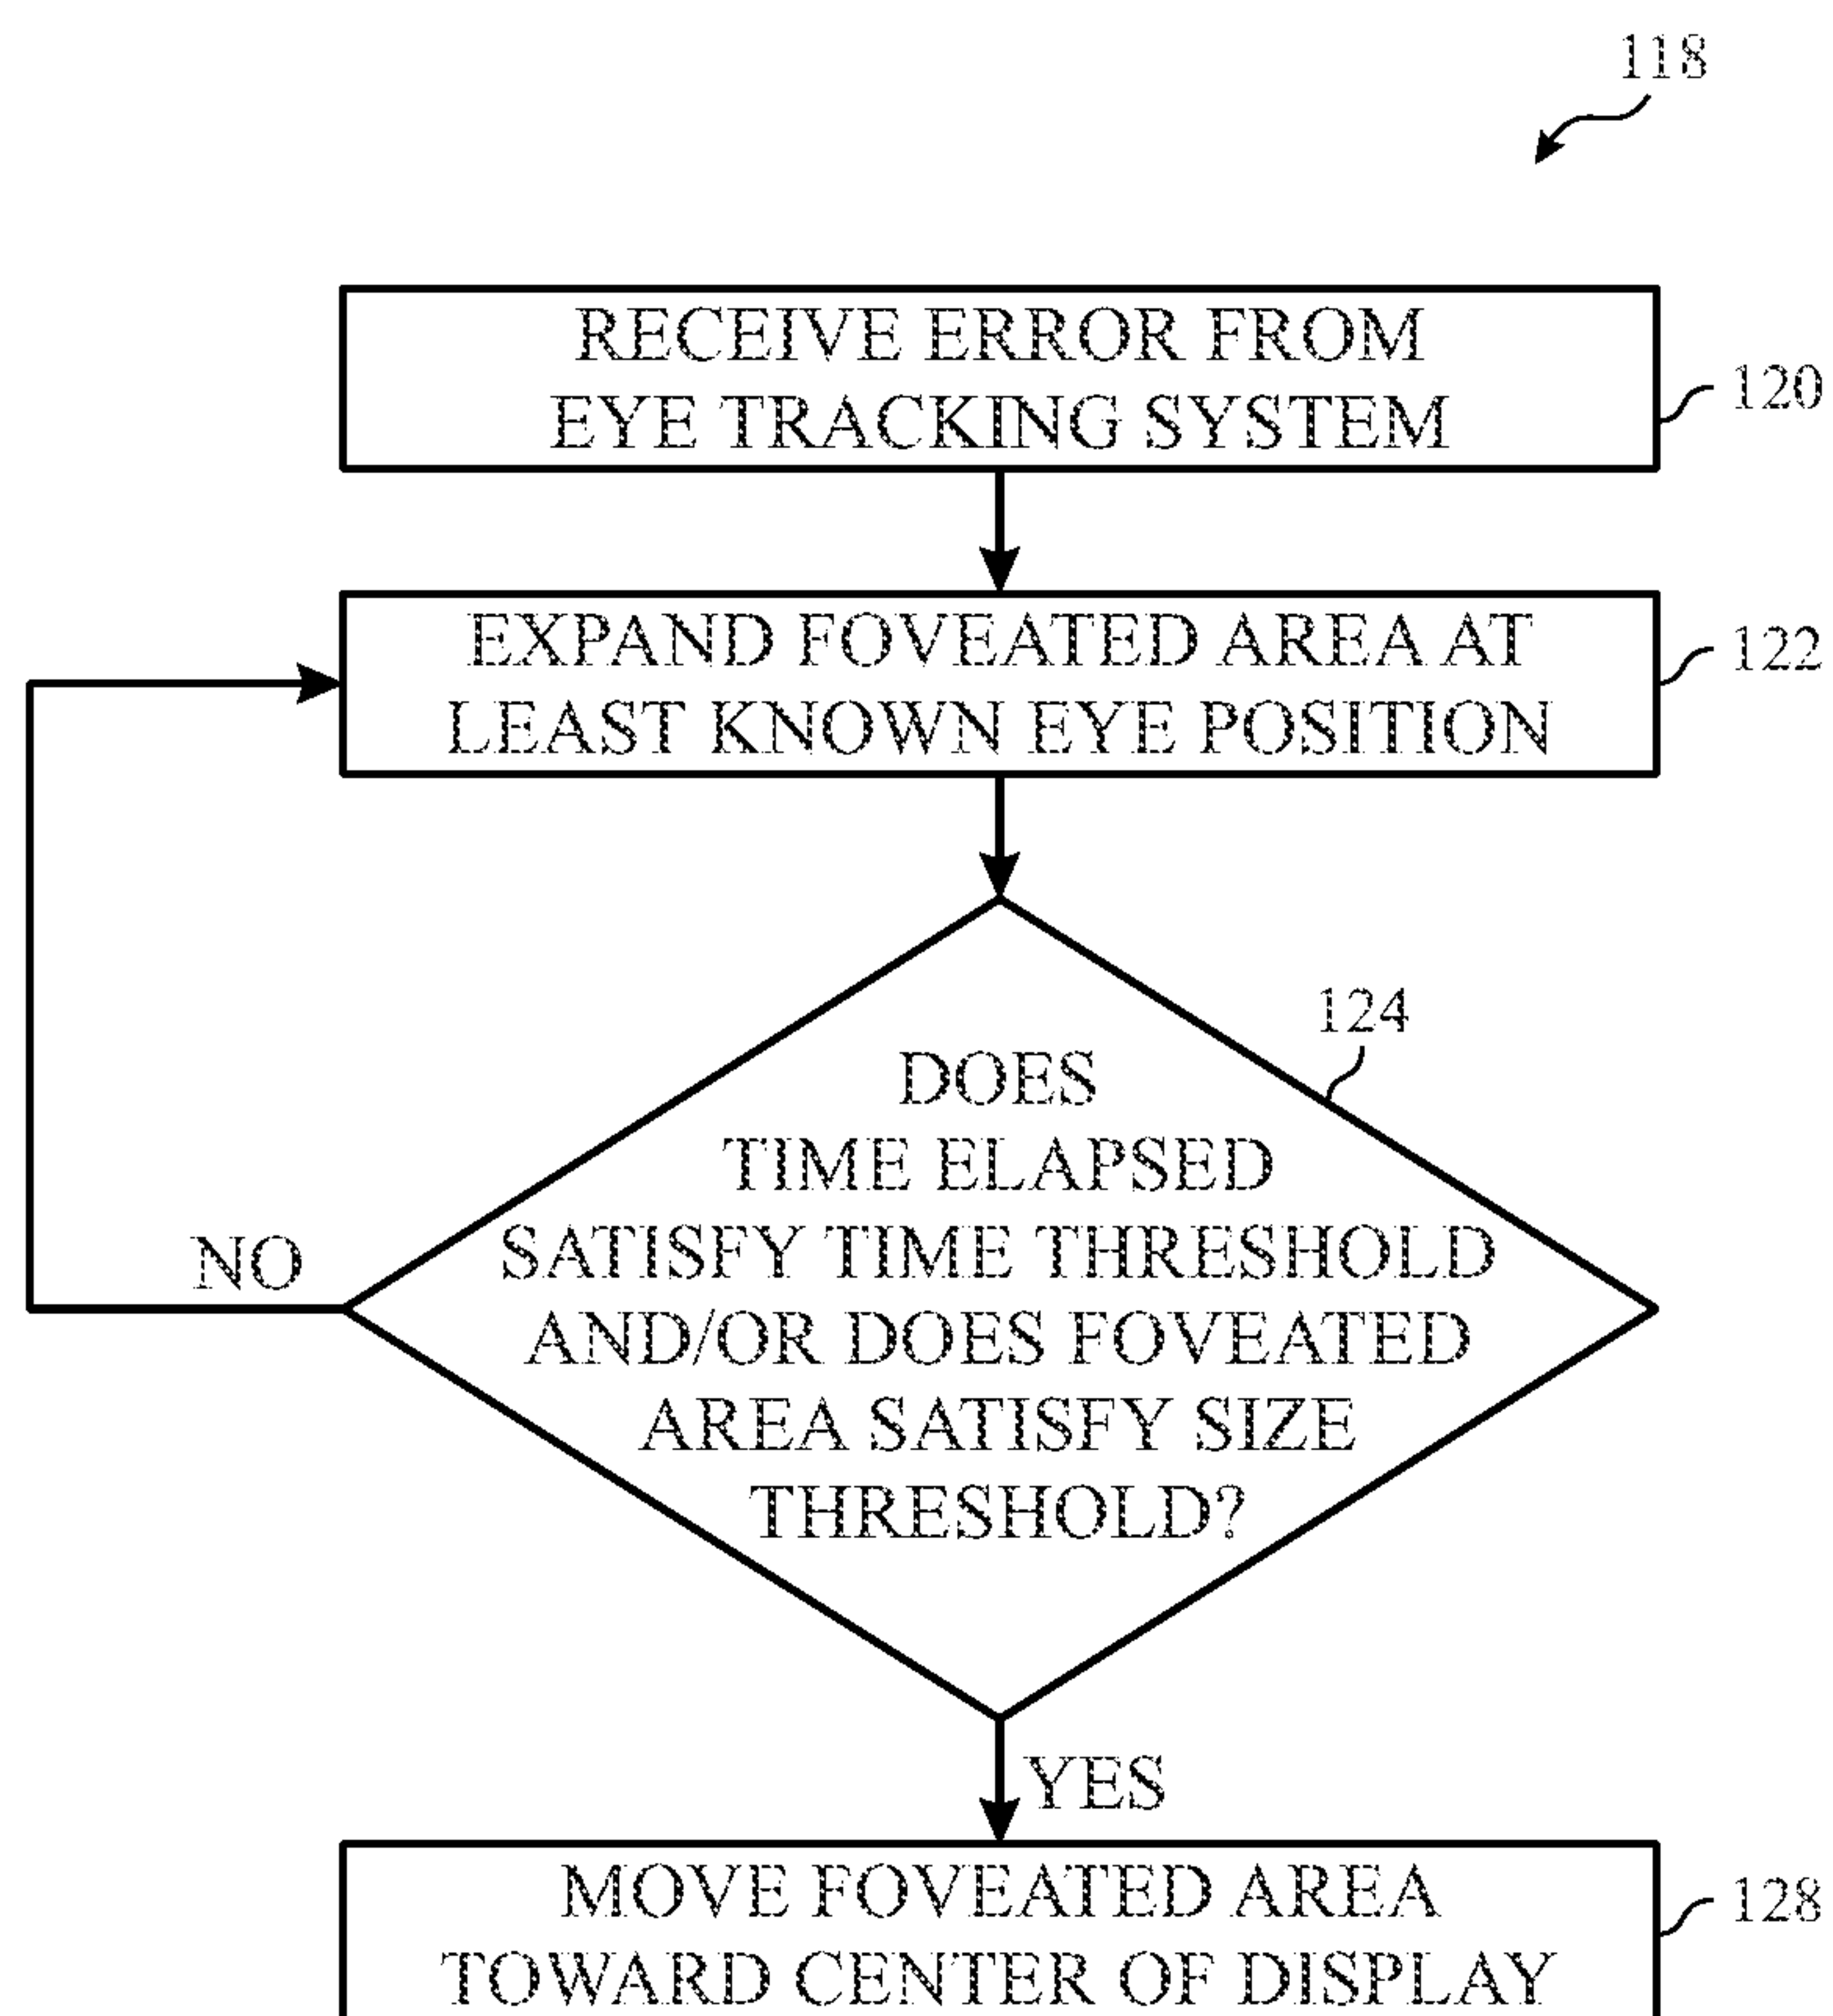 118
RECEIVE ERROR FROM
EYE TRACKING SYSTEM
120
EXPAND FOVEATED AREA AT
LEAST KNOWN EYE POSITION
122
124
DOES
TIME ELAPSED
SATISFY TIME THRESHOLD
AND/OR DOES FOVEATED
AREA SATISFY SIZE
THRESHOLD?
NO
YES
MOVE FOVEATED AREA
TOWARD CENTER OF DISPLAY
128